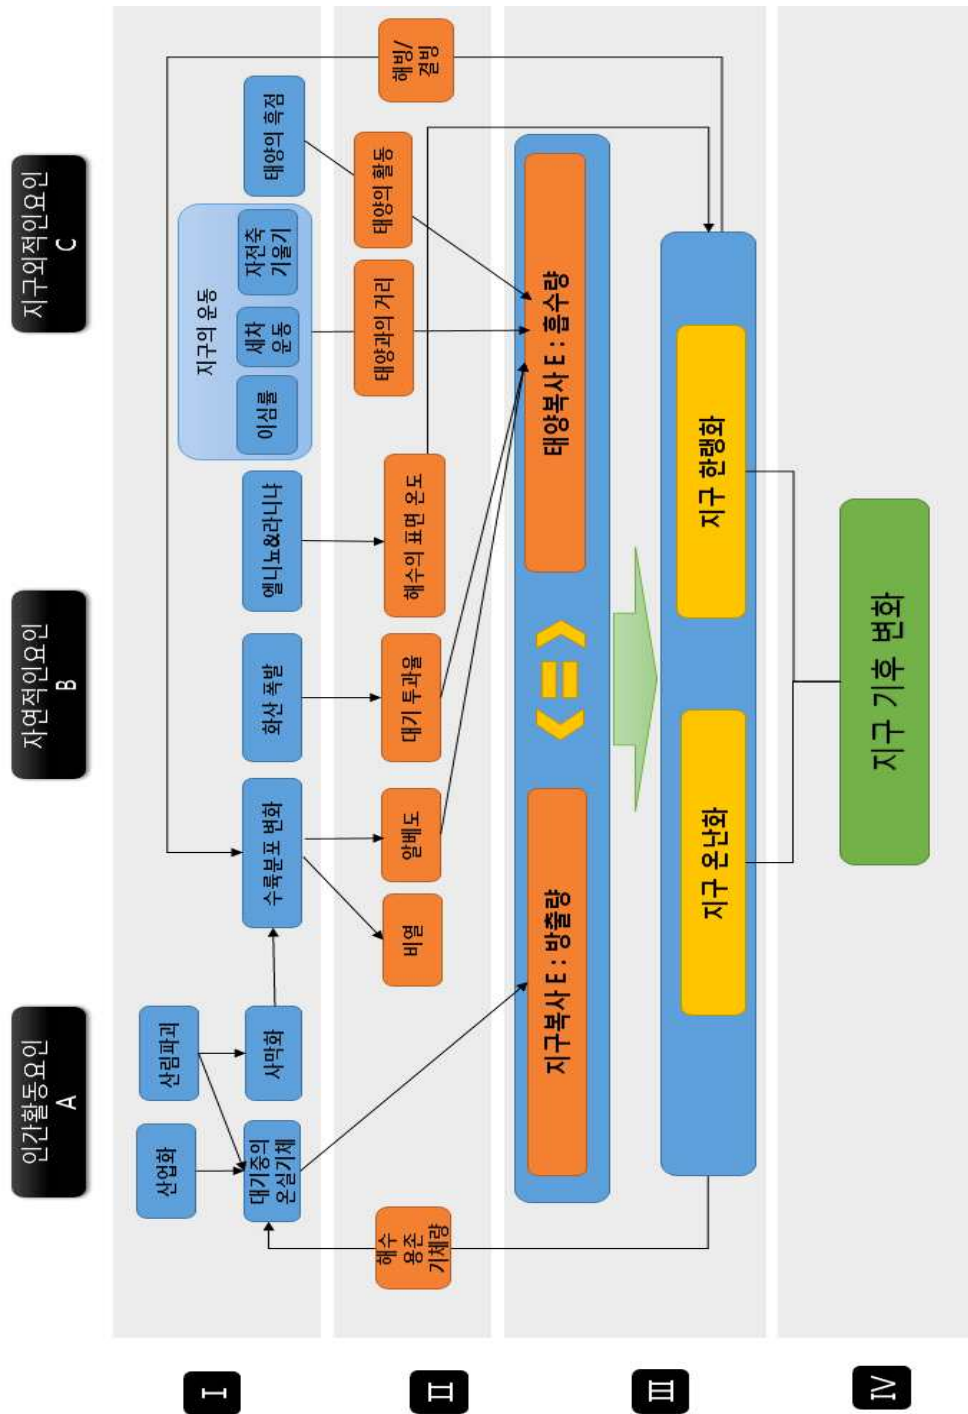 인간활동요인
A
자연적인요인
B
지구외적인요인
C
I
산업화
산림파괴
대기중의
온실기체
사막화
수륙분포 변화
화산 폭발
엘니뇨&라니냐
지구의 운동
이심률
세차
운동
자전축
기울기
태양의 흑점
II
해수
용존
기체량
비열
알베도
대기 투과율
해수의 표면 온도
태양과의 거리
태양의 활동
해빙/
결빙
III
지구복사 E : 방출량
<=>
태양복사 E : 흡수량
지구 온난화
지구 한랭화
IV
지구 기후 변화